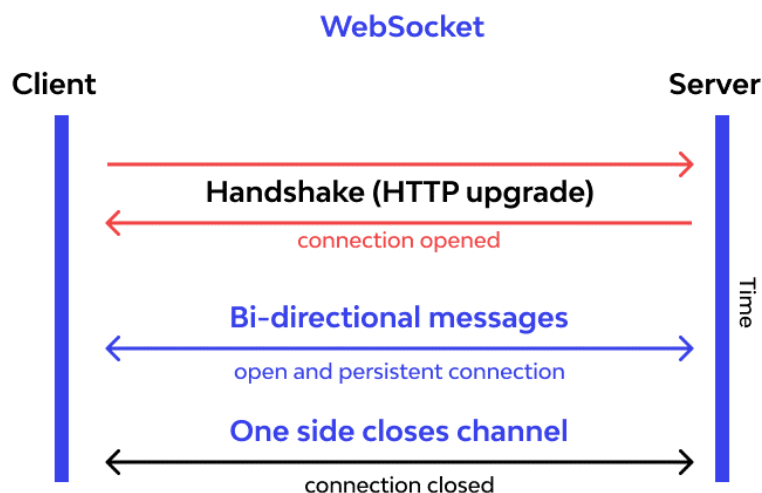 WebSocket
Client
Server
Handshake (HTTP upgrade)
connection opened
Time
Bi-directional messages
open and persistent connection
One side closes channel
connection closed